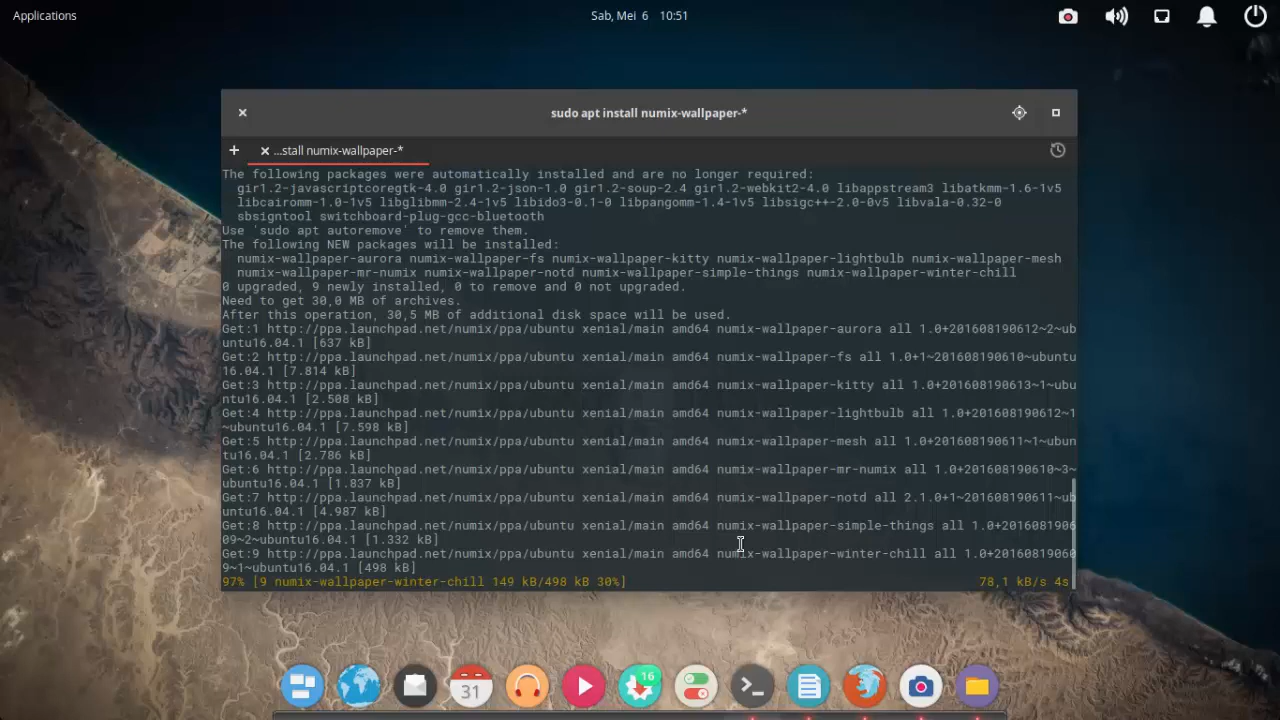 Applications
Sab, Mei 6 10:51
sudo apt install numix-wallpaper-*
...stall numix-wallpaper-*
The following packages were automatically installed and are no longer required:
gir1.2-javascriptcoregtk-4.0 gir1.2-json-1.0 gir1.2-soup-2.4 gir1.2-webkit2-4.0 libappstream3 libatkmm-1.6-1v5
libcairomm-1.0-1v5 libglibmm-2.4-1v5 libido3-0.1-0 libpangomm-1.4-1v5 libsigc++-2.0-0v5 libvala-0.32-0
sbsigntool switchboard-plug-gcc-bluetooth
Use 'sudo apt autoremove' to remove them.
The following NEW packages will be installed:
numix-wallpaper-aurora numix-wallpaper-fs numix-wallpaper-kitty numix-wallpaper-lightbulb numix-wallpaper-mesh
numix-wallpaper-mr-numix numix-wallpaper-notd numix-wallpaper-simple-things numix-wallpaper-winter-chill
0 upgraded, 9 newly installed, 0 to remove and 0 not upgraded.
Need to get 30,0 MB of archives.
After this operation, 30,5 MB of additional disk space will be used.
Get:1 http://ppa.launchpad.net/numix/ppa/ubuntu xenial/main amd64 numix-wallpaper-aurora all 1.0+201608190612~2~ub
untu16.04.1 [637 kB]
Get:2 http://ppa.launchpad.net/numix/ppa/ubuntu xenial/main amd64 numix-wallpaper-fs all 1.0+1~201608190610~ubuntu
16.04.1 [7.814 kB]
Get:3 http://ppa.launchpad.net/numix/ppa/ubuntu xenial/main amd64 numix-wallpaper-kitty all 1.0+201608190613~1~ubu
ntu16.04.1 [2.508 kB]
Get:4 http://ppa.launchpad.net/numix/ppa/ubuntu xenial/main amd64 numix-wallpaper-lightbulb all 1.0+201608190612~1
~ubuntu16.04.1 [7.598 kB]
Get:5 http://ppa.launchpad.net/numix/ppa/ubuntu xenial/main amd64 numix-wallpaper-mesh all 1.0+201608190611~1~ubun
tu16.04.1 [2.786 kB]
Get:6 http://ppa.launchpad.net/numix/ppa/ubuntu xenial/main amd64 numix-wallpaper-mr-numix all 1.0+201608190610~3~
ubuntu16.04.1 [1.837 kB]
Get:7 http://ppa.launchpad.net/numix/ppa/ubuntu xenial/main amd64 numix-wallpaper-notd all 2.1.0+1~201608190611~ub
untu16.04.1 [4.987 kB]
Get:8 http://ppa.launchpad.net/numix/ppa/ubuntu xenial/main amd64 numix-wallpaper-simple-things all 1.0+2016081906
09~2~ubuntu16.04.1 [1.332 kB]
Get:9 http://ppa.launchpad.net/numix/ppa/ubuntu xenial/main amd64 numix-wallpaper-winter-chill all 1.0+20160819060
9~1~ubuntu16.04.1 [498 kB]
97% [9 numix-wallpaper-winter-chill 149 kB/498 kB 30%] 78,1 kB/s 4s
31
16